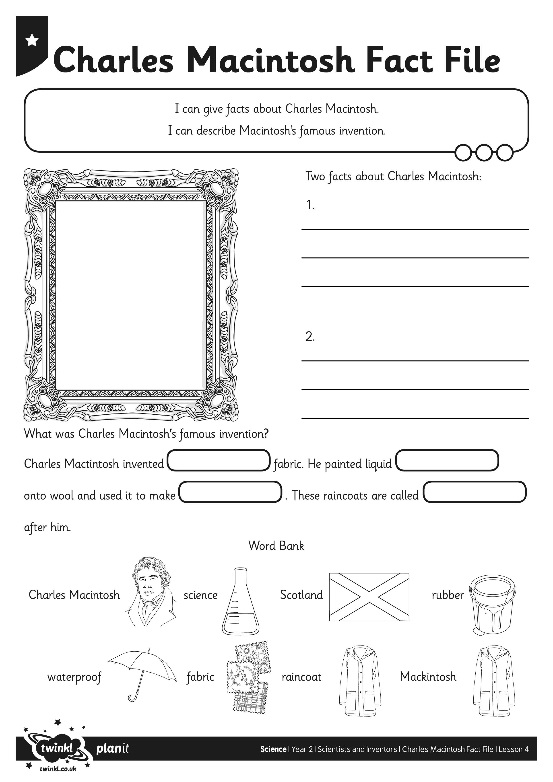 Charles Macintosh Fact File
I can give facts about Charles Macintosh.
I can describe Macintosh's famous invention.
Two facts about Charles Macintosh:
1.
2.
What was Charles Macintosh's famous invention?
Charles Mactintosh invented fabric. He painted liquid
onto wool and used it to make . These raincoats are called
after him.
Word Bank
Charles Macintosh science Scotland rubber
waterproof fabric raincoat Mackintosh
twinkl planit Science | Year 2 | Scientists and Inventors | Charles Macintosh Fact File | Lesson 4
twinkl.co.uk